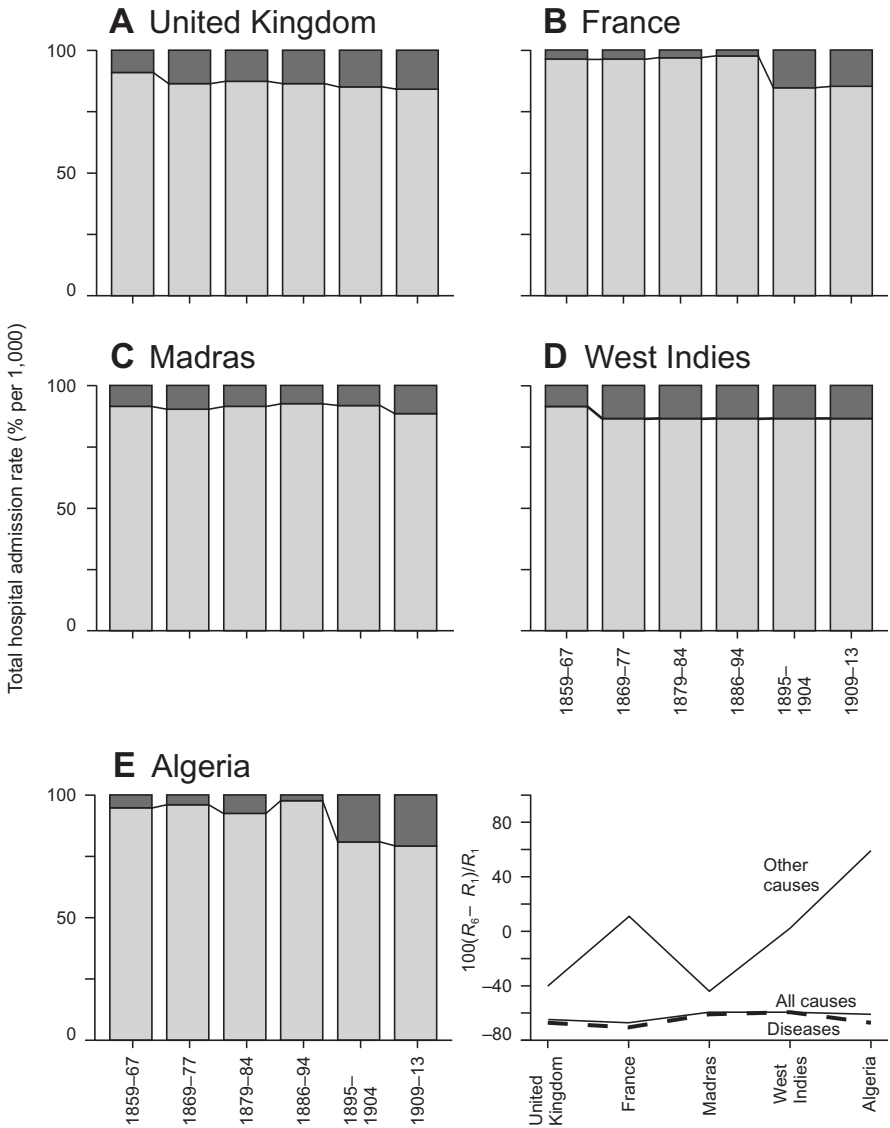 A United Kingdom
B France
100
50
0
C Madras
D West Indies
Total hospital admission rate (% per 1,000)
100
50
0
1859–67
1869–77
1879–84
1886–94
1895–
1904
1909–13
E Algeria
100
50
0
1859–67
1869–77
1879–84
1886–94
1895–
1904
1909–13
100(R₆– R₁)/R₁
80
40
0
–40
–80
Other
causes
All causes
Diseases
United
Kingdom
France
Madras
West
Indies
Algeria